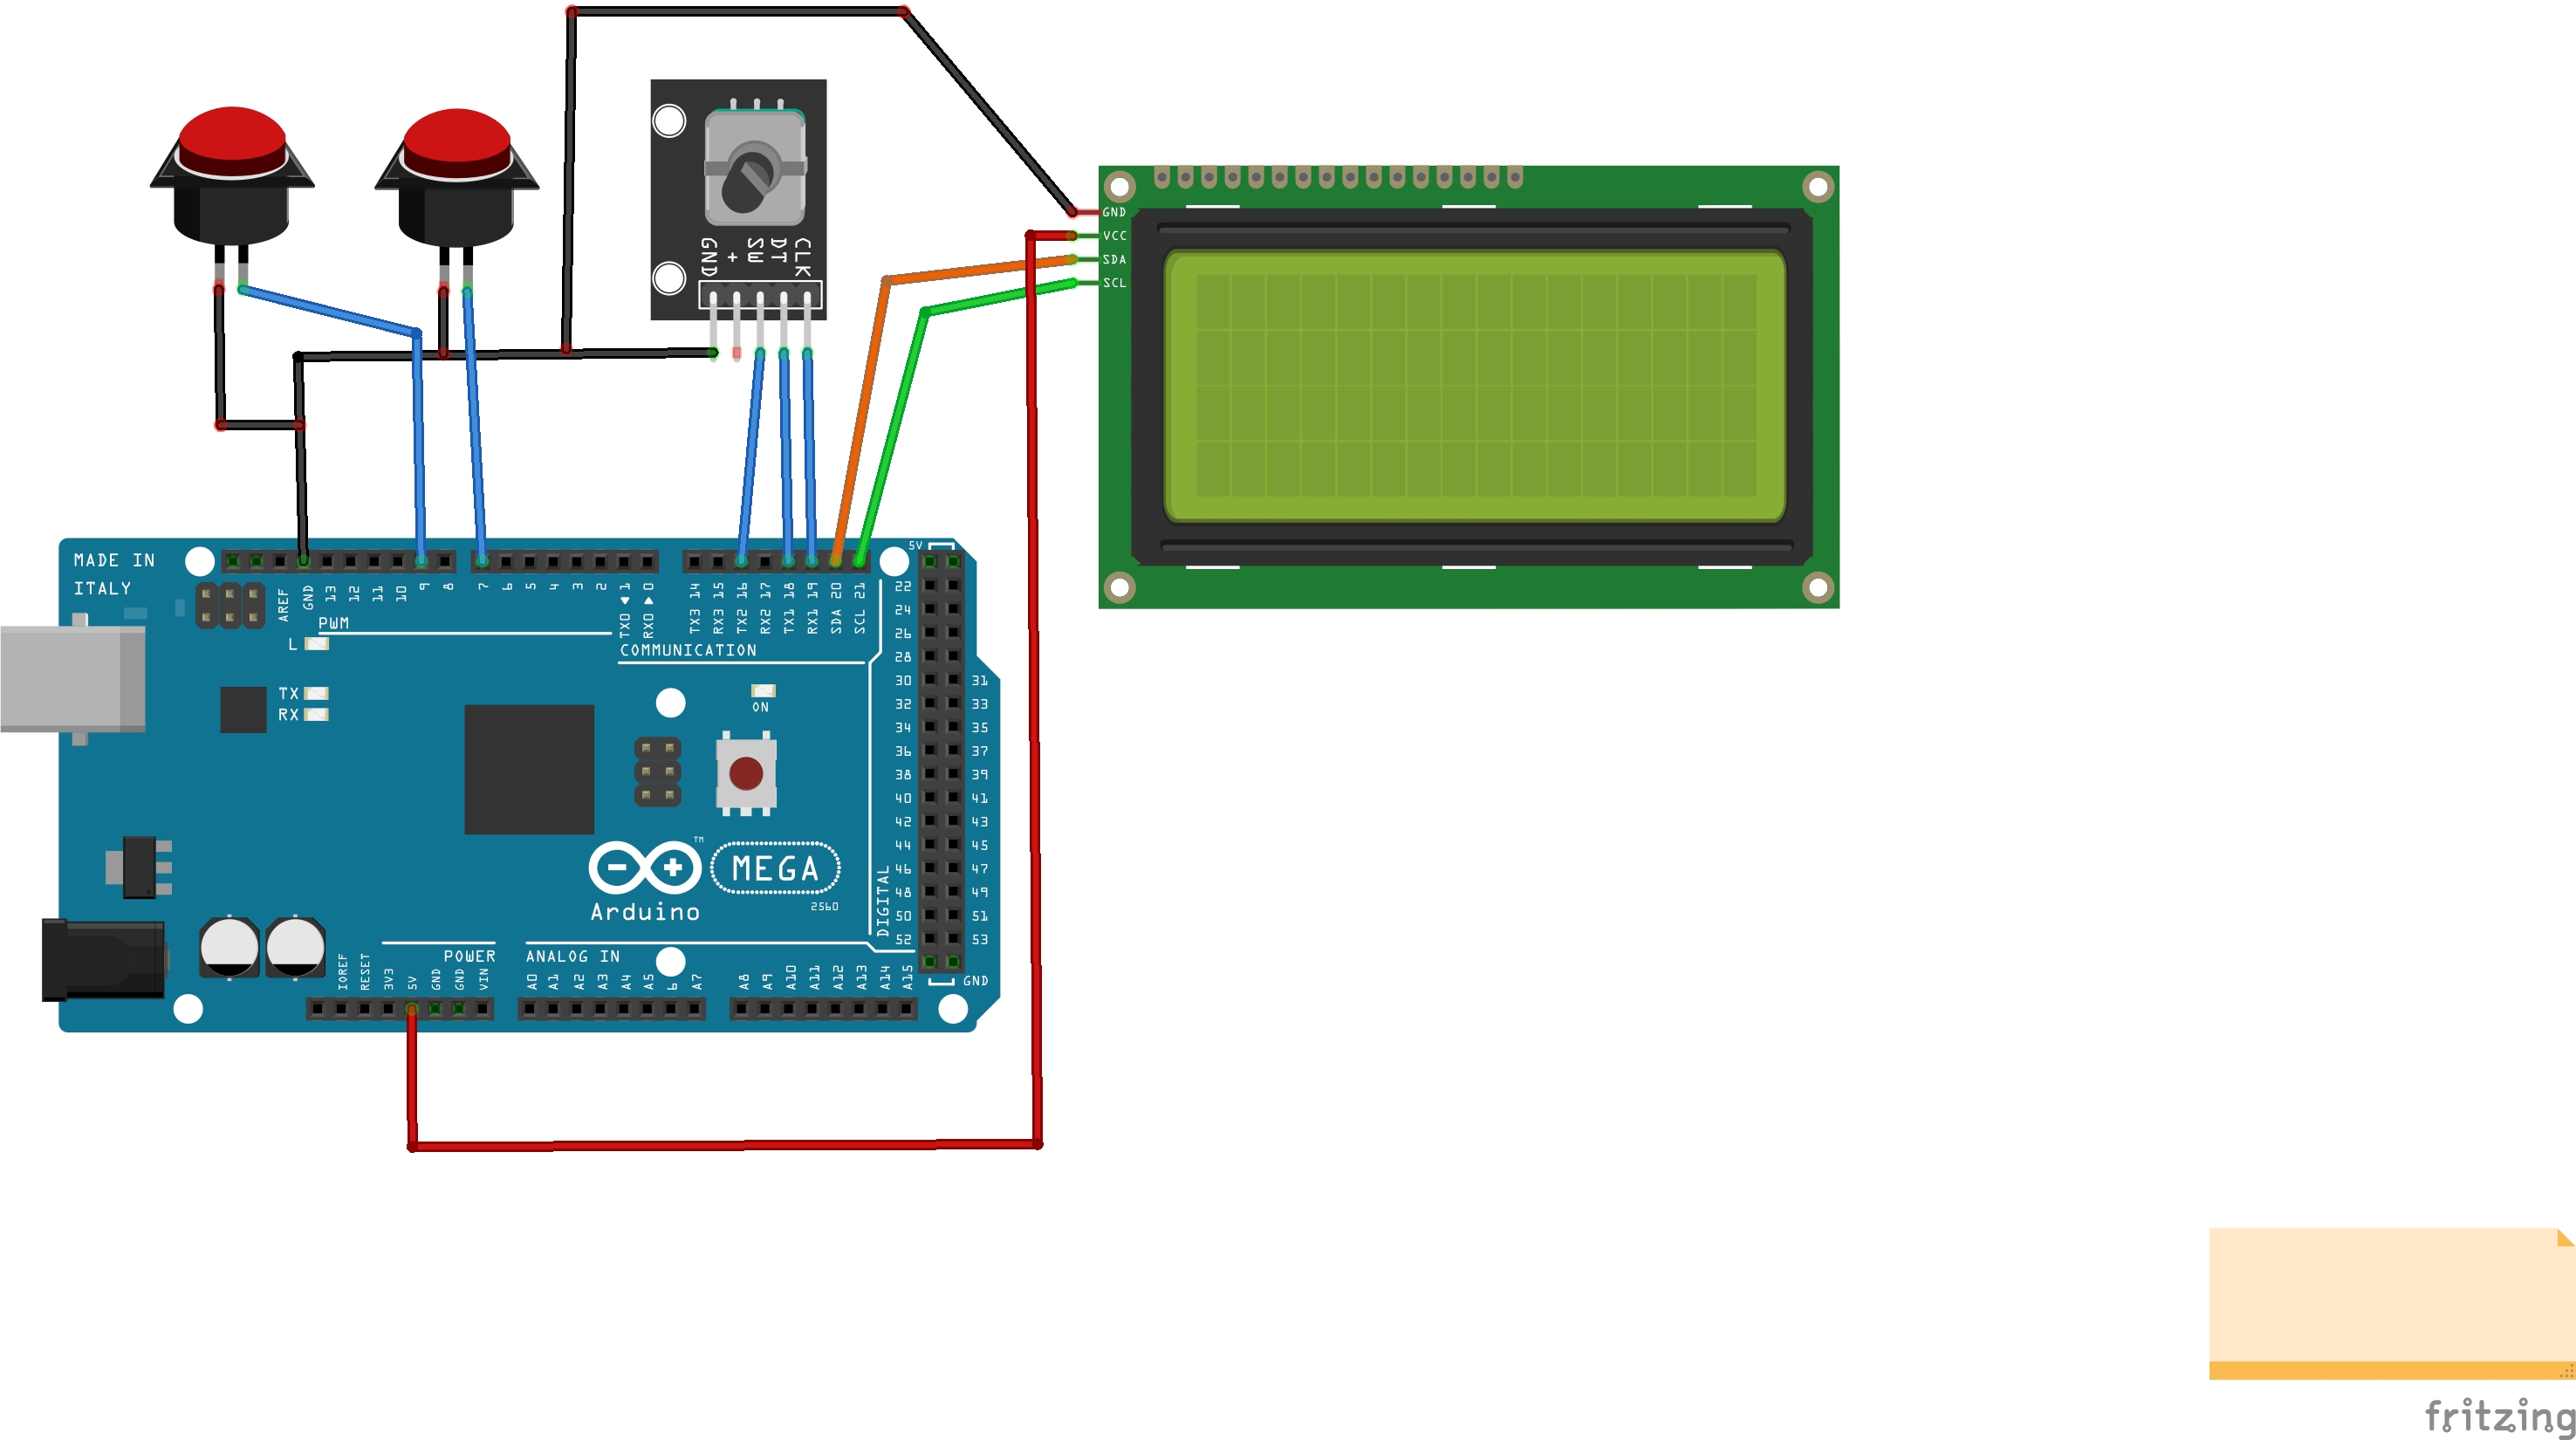 GND
+
SW
DT
CLK
GND
VCC
SDA
SCL
MADE IN
ITALY
AREF
GND
13
12
11
10
9
8
7
6
5
4
3
2
TX0 1
RX0 0
TX3 14
RX3 15
TX2 16
RX2 17
TX1 18
RX1 19
SDA 20
SCL 21
5V
PWM
L
COMMUNICATION
TX
RX
ON
22
24
26
28
30 31
32 33
34 35
36 37
38 39
40 41
42 43
44 45
46 47
48 49
50 51
52 53
DIGITAL
GND
TM
MEGA
2560
Arduino
POWER
ANALOG IN
IOREF
RESET
3V3
5V
GND
GND
VIN
A0
A1
A2
A3
A4
A5
A7
A8
A9
A10
A11
A12
A13
A14
A15
fritzing